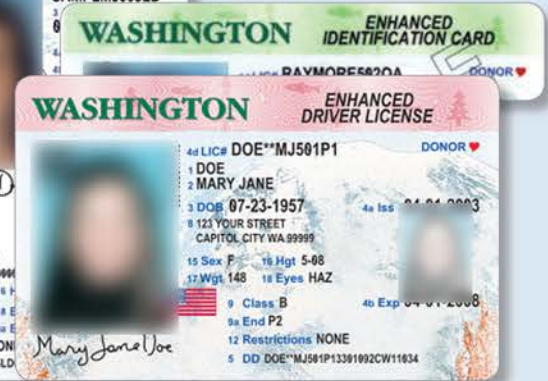 WASHINGTON
ENHANCED
IDENTIFICATION CARD
DONOR
WASHINGTON
ENHANCED
DRIVER LICENSE
4d LIC# DOE**MJ501P1
DONOR
1 DOE
2 MARY JANE
3 DOB 07-23-1957
4a Iss
8 123 YOUR STREET
CAPITOL CITY WA 99999
15 Sex F 16 Hgt 5-08
17 Wgt 148 18 Eyes HAZ
9 Class B
4b Exp
9a End P2
12 Restrictions NONE
5 DD DOE**MJ501P13301092CW11034
Mary Jane Doe